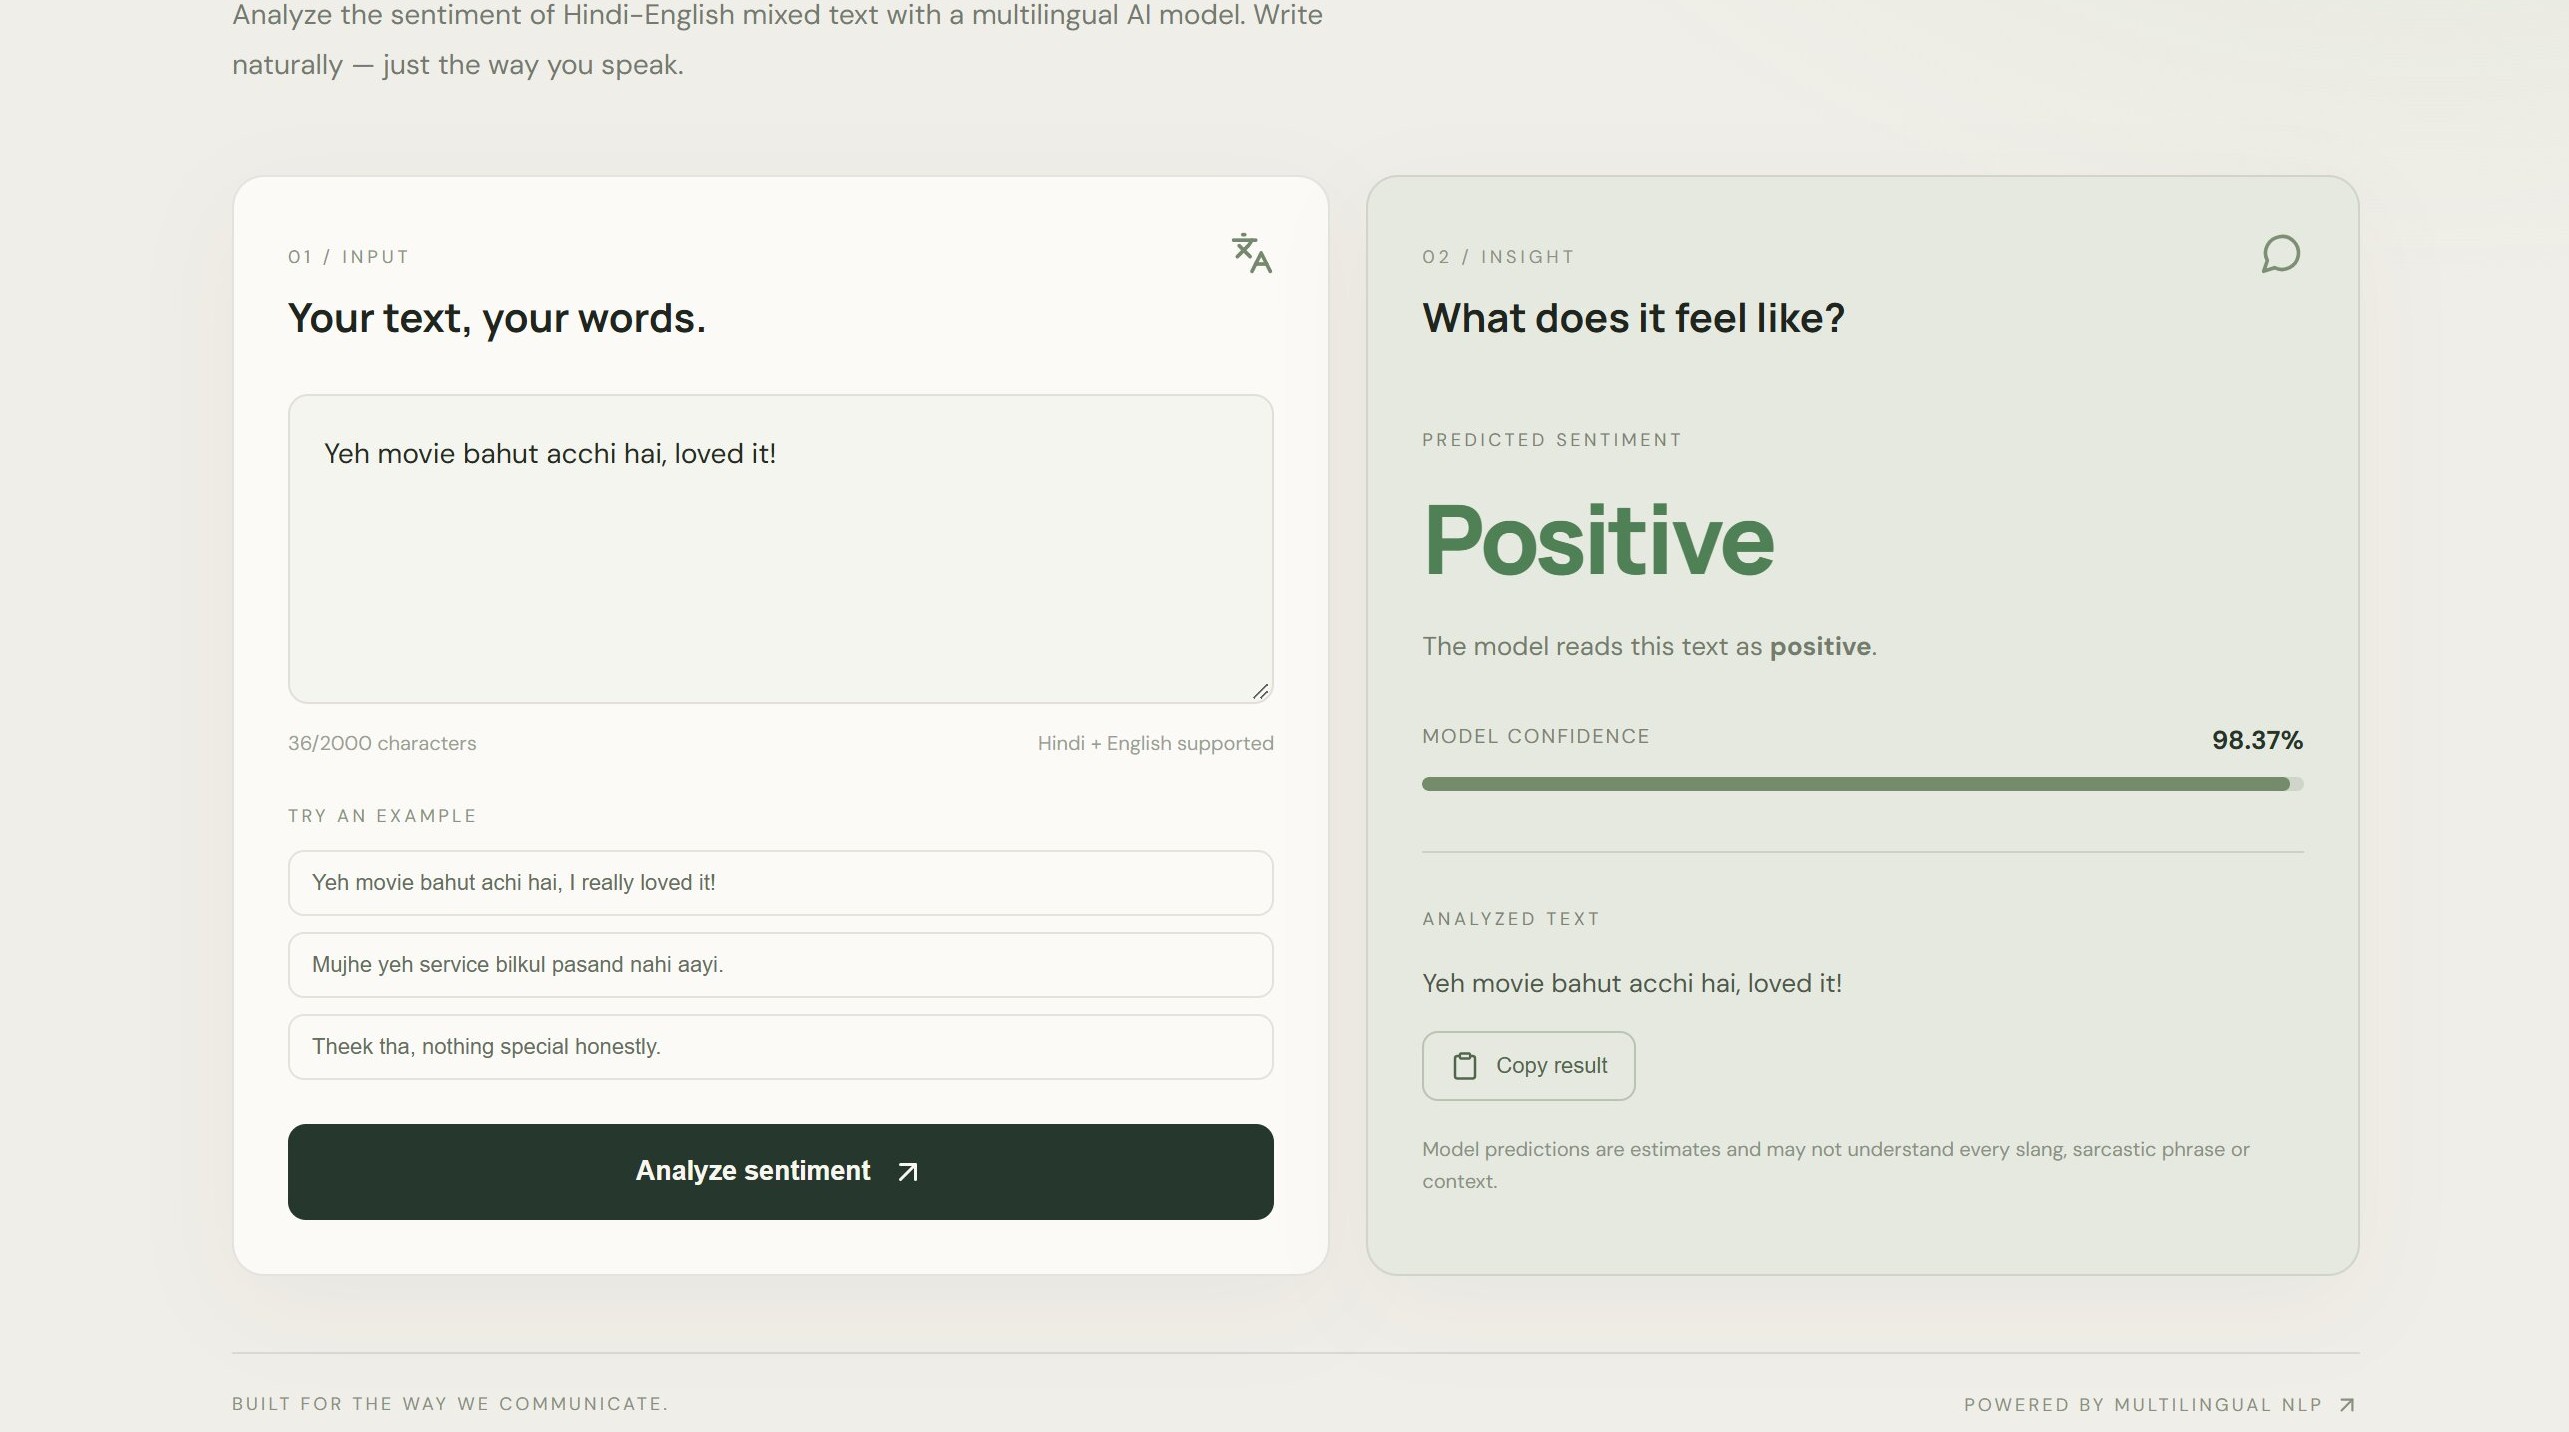 Analyze the sentiment of Hindi-English mixed text with a multilingual AI model. Write
naturally — just the way you speak.
01 / INPUT
Your text, your words.
Yeh movie bahut acchi hai, loved it!
36/2000 characters
Hindi + English supported
TRY AN EXAMPLE
Yeh movie bahut achi hai, I really loved it!
Mujhe yeh service bilkul pasand nahi aayi.
Theek tha, nothing special honestly.
Analyze sentiment
02 / INSIGHT
What does it feel like?
PREDICTED SENTIMENT
Positive
The model reads this text as positive.
MODEL CONFIDENCE
98.37%
ANALYZED TEXT
Yeh movie bahut acchi hai, loved it!
Copy result
Model predictions are estimates and may not understand every slang, sarcastic phrase or
context.
BUILT FOR THE WAY WE COMMUNICATE.
POWERED BY MULTILINGUAL NLP